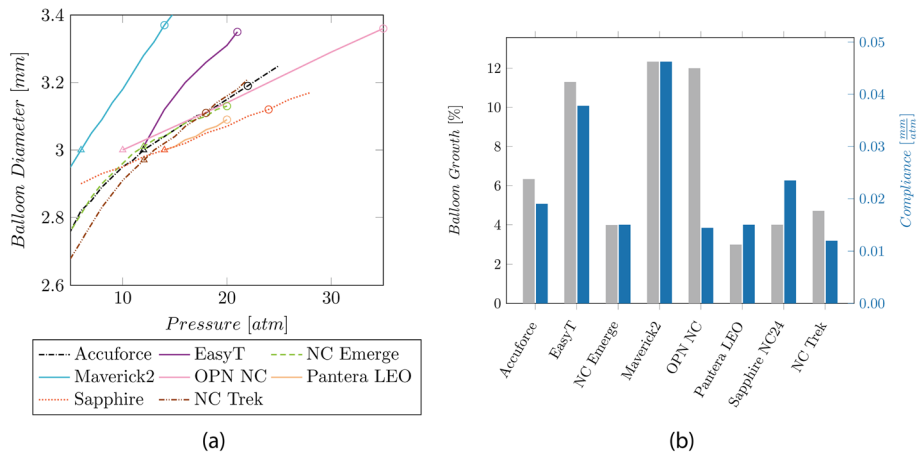 3.4
3.2
3
2.8
2.6
Balloon Diameter [mm]
10
20
30
Pressure [atm]
Accuforce
EasyT
NC Emerge
Maverick2
OPN NC
Pantera LEO
Sapphire
NC Trek
(a)
12
10
8
6
4
2
0
Balloon Growth [%]
0.05
0.04
0.03
0.02
0.01
0.00
Compliance [mm/atm]
Accuforce
EasyT
NC Emerge
Maverick2
OPN NC
Pantera LEO
Sapphire NC24
NC Trek
(b)